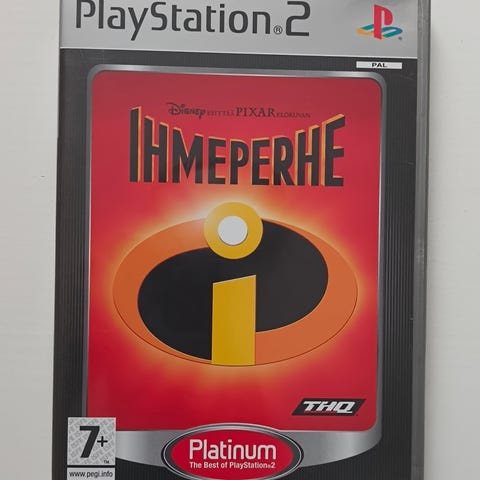 PlayStation®2
PAL
Disney ESITTÄÄ PIXAR ELOKUVAN
IHMEPERHE
THQ
7+
www.pegi.info
Platinum
The Best of PlayStation®2